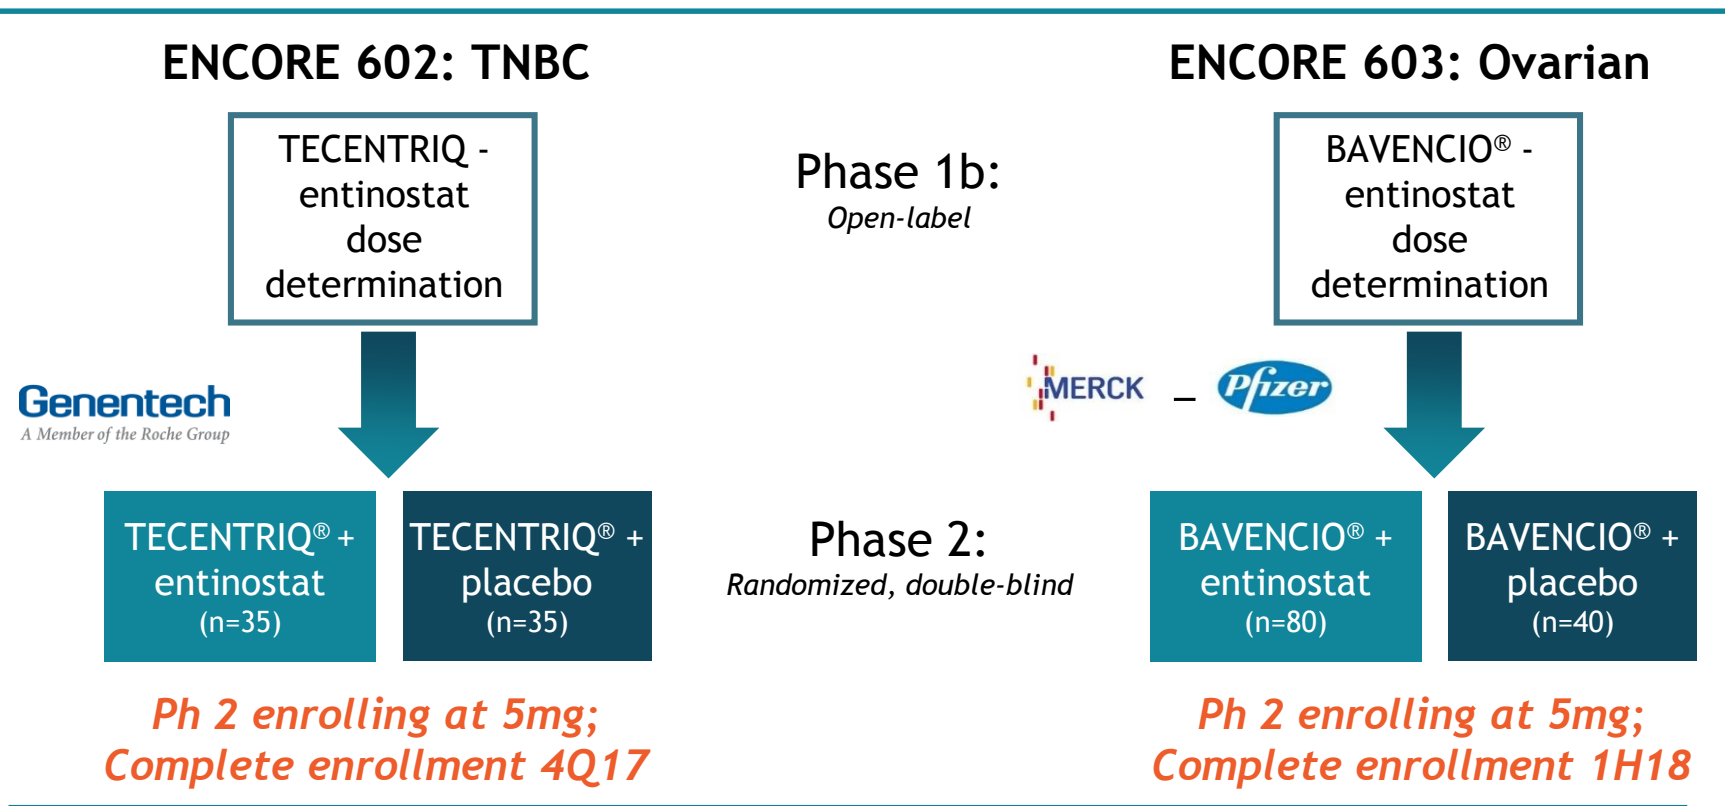 ENCORE 602: TNBC
TECENTRIQ -
entinostat
dose
determination
Genentech
A Member of the Roche Group
TECENTRIQ® +
entinostat
(n=35)
TECENTRIQ® +
placebo
(n=35)
Ph 2 enrolling at 5mg;
Complete enrollment 4Q17
Phase 1b:
Open-label
Phase 2:
Randomized, double-blind
ENCORE 603: Ovarian
BAVENCIO® -
entinostat
dose
determination
MERCK – Pfizer
BAVENCIO® +
entinostat
(n=80)
BAVENCIO® +
placebo
(n=40)
Ph 2 enrolling at 5mg;
Complete enrollment 1H18